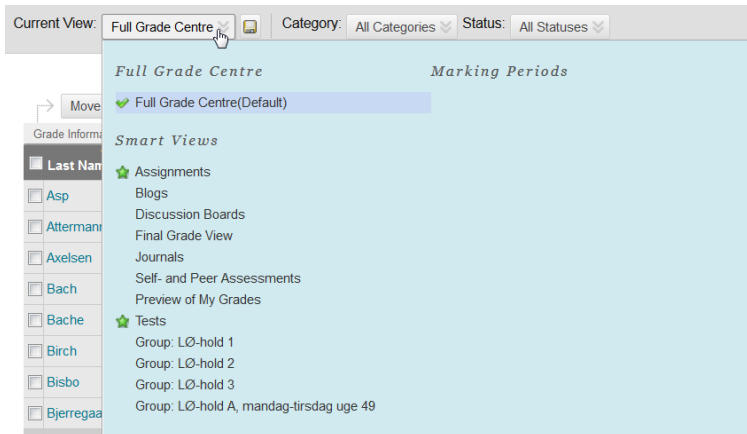 Current View: Full Grade Centre Category: All Categories Status: All Statuses
Full Grade Centre Marking Periods
Full Grade Centre(Default)
Smart Views
Assignments
Blogs
Discussion Boards
Final Grade View
Journals
Self- and Peer Assessments
Preview of My Grades
Tests
Group: LØ-hold 1
Group: LØ-hold 2
Group: LØ-hold 3
Group: LØ-hold A, mandag-tirsdag uge 49
Move
Grade Informa
Last Nam
Asp
Attermann
Axelsen
Bach
Bache
Birch
Bisbo
Bjerregaa